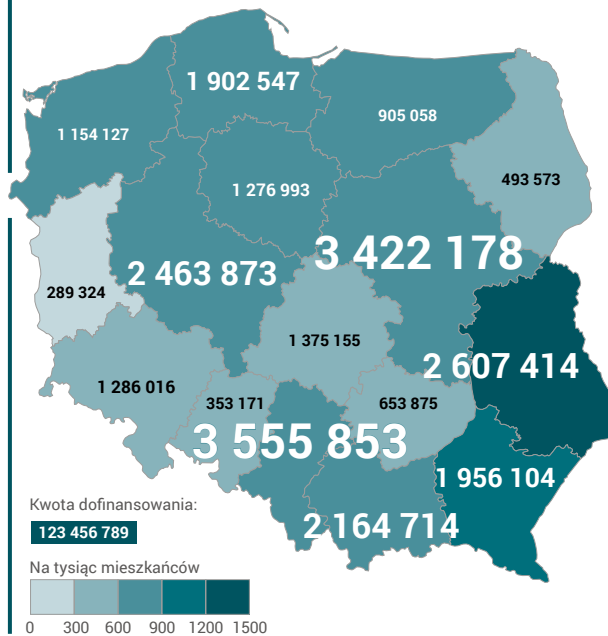 1 902 547
1 154 127
905 058
493 573
1 276 993
3 422 178
2 463 873
289 324
1 375 155
2 607 414
1 286 016
353 171
653 875
3 555 853
1 956 104
2 164 714
Kwota dofinansowania:
123 456 789
Na tysiąc mieszkańców
0 300 600 900 1200 1500